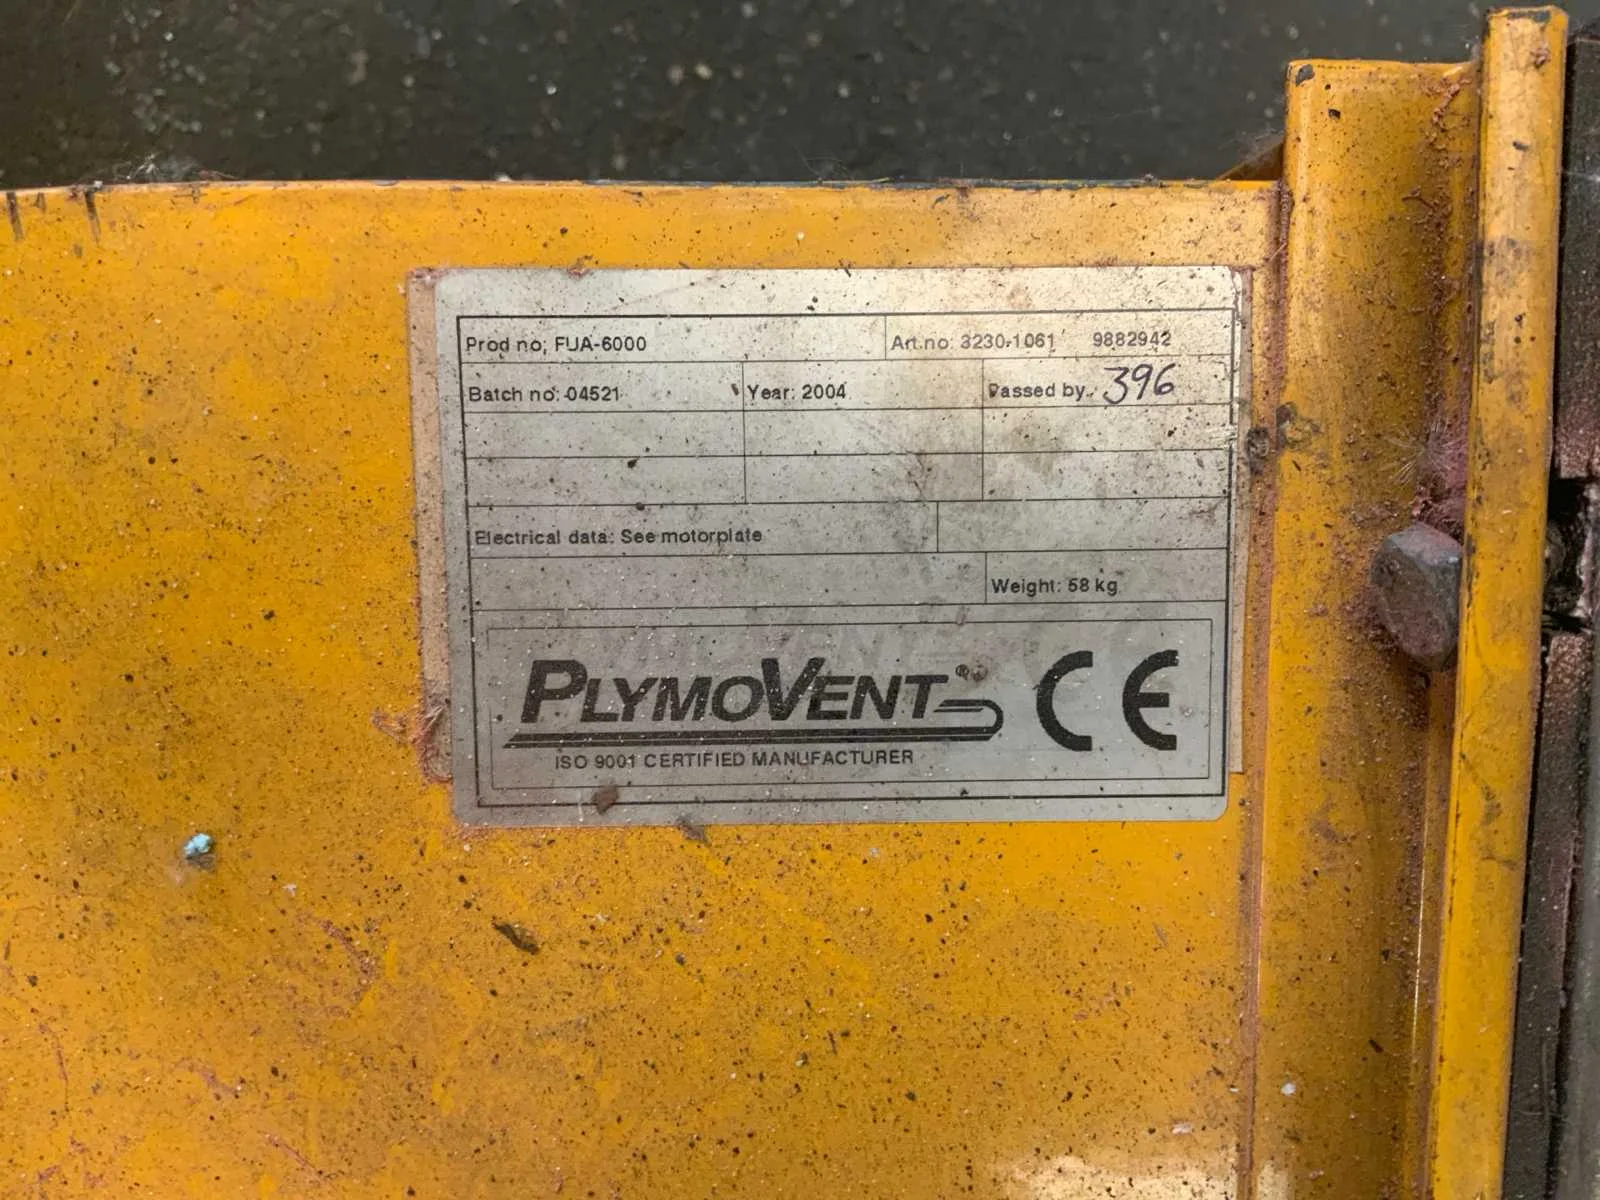 Prod no; FUA-6000 Art.no: 3230-1061 9882942
Batch no: 04521 Year: 2004 Passed by.. 396
Electrical data: See motorplate
Weight: 58 kg
PLYMOVENT® CE
ISO 9001 CERTIFIED MANUFACTURER